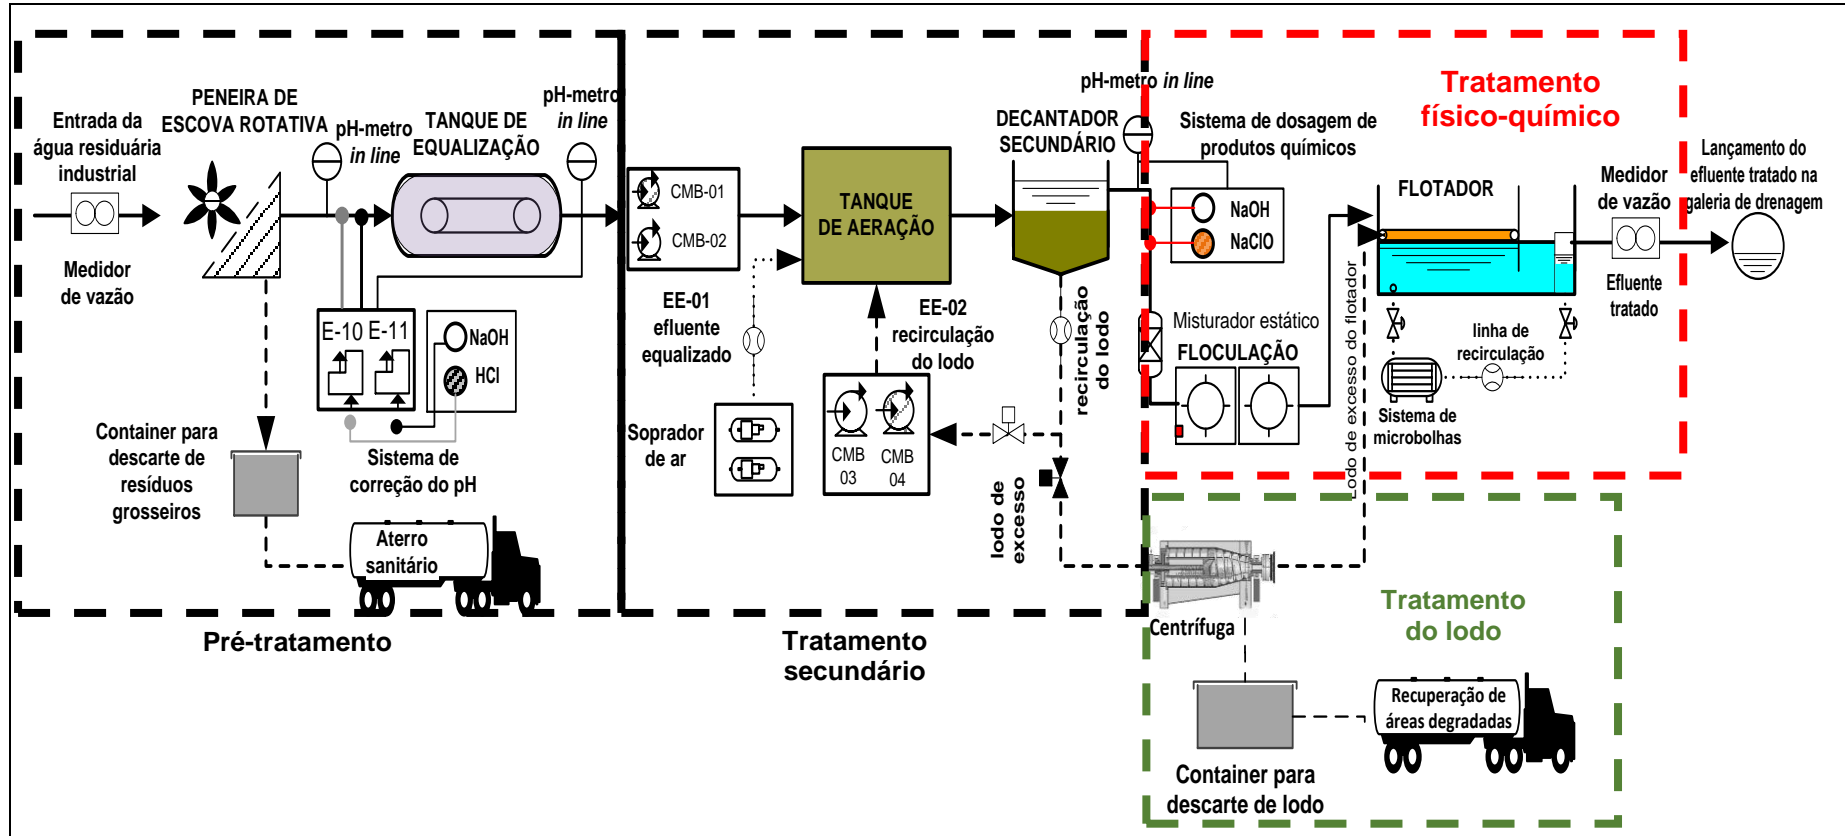 Entrada da
água residuária
industrial
Medidor
de vazão
PENEIRA DE
ESCOVA ROTATIVA
pH-metro
in line
TANQUE DE
EQUALIZAÇÃO
pH-metro
in line
E-10
E-11
NaOH
HCl
Sistema de
correção do pH
Container para
descarte de
resíduos
grosseiros
Aterro
sanitário
Pré-tratamento
CMB-01
CMB-02
EE-01
efluente
equalizado
TANQUE
DE AERAÇÃO
EE-02
recirculação
do lodo
Soprador
de ar
CMB
03
CMB
04
DECANTADOR
SECUNDÁRIO
recirculação
do lodo
lodo de
excesso
Tratamento
secundário
pH-metro in line
Tratamento
físico-químico
Sistema de dosagem de
produtos químicos
NaOH
NaClO
Misturador estático
FLOCULAÇÃO
Lodo de excesso do flotador
FLOTADOR
linha de
recirculação
Sistema de
microbolhas
Medidor
de vazão
Efluente
tratado
Lançamento do
efluente tratado na
galeria de drenagem
Centrífuga
Tratamento
do lodo
Container para
descarte de lodo
Recuperação de
áreas degradadas